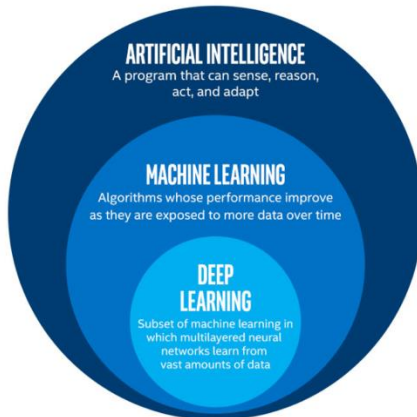 ARTIFICIAL INTELLIGENCE
A program that can sense, reason,
act, and adapt
MACHINE LEARNING
Algorithms whose performance improve
as they are exposed to more data over time
DEEP
LEARNING
Subset of machine learning in
which multilayered neural
networks learn from
vast amounts of data